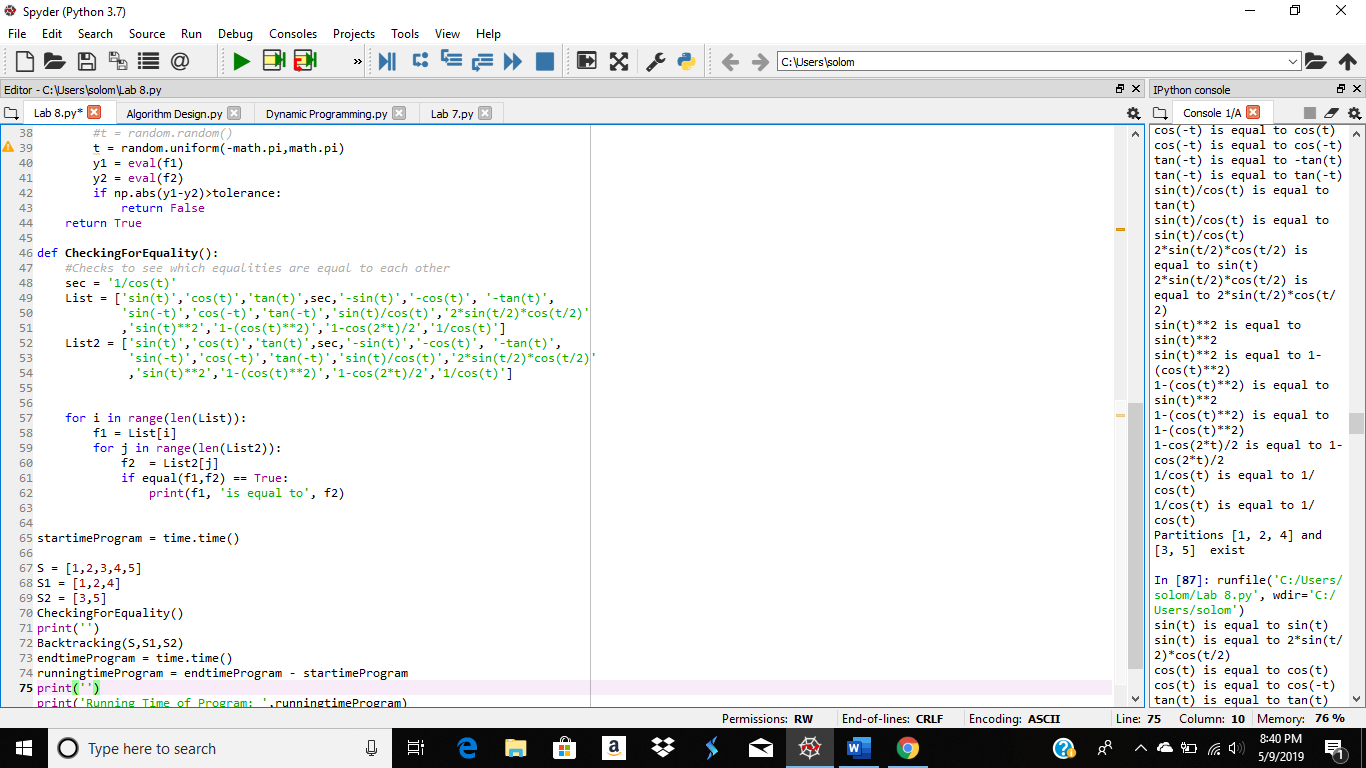 Spyder (Python 3.7)
File Edit Search Source Run Debug Consoles Projects Tools View Help
@ » C:\Users\solom
Editor - C:\Users\solom\Lab 8.py
Lab 8.py* Algorithm Design.py Dynamic Programming.py Lab 7.py
38 #t = random.random()
39 t = random.uniform(-math.pi,math.pi)
40 y1 = eval(f1)
41 y2 = eval(f2)
42 if np.abs(y1-y2)>tolerance:
43 return False
44 return True
45
46 def CheckingForEquality():
47 #Checks to see which equalities are equal to each other
48 sec = '1/cos(t)'
49 List = ['sin(t)','cos(t)','tan(t)',sec,'-sin(t)','-cos(t)', '-tan(t)',
50 'sin(-t)','cos(-t)','tan(-t)','sin(t)/cos(t)','2*sin(t/2)*cos(t/2)'
51 ,'sin(t)**2','1-(cos(t)**2)','1-cos(2*t)/2','1/cos(t)']
52 List2 = ['sin(t)','cos(t)','tan(t)',sec,'-sin(t)','-cos(t)', '-tan(t)',
53 'sin(-t)','cos(-t)','tan(-t)','sin(t)/cos(t)','2*sin(t/2)*cos(t/2)'
54 ,'sin(t)**2','1-(cos(t)**2)','1-cos(2*t)/2','1/cos(t)']
55
56
57 for i in range(len(List)):
58 f1 = List[i]
59 for j in range(len(List2)):
60 f2  = List2[j]
61 if equal(f1,f2) == True:
62 print(f1, 'is equal to', f2)
63
64
65 startimeProgram = time.time()
66
67 S = [1,2,3,4,5]
68 S1 = [1,2,4]
69 S2 = [3,5]
70 CheckingForEquality()
71 print('')
72 Backtracking(S,S1,S2)
73 endtimeProgram = time.time()
74 runningtimeProgram = endtimeProgram - startimeProgram
75 print('')
print('Running Time of Program: ',runningtimeProgram)
IPython console
Console 1/A
cos(-t) is equal to cos(t)
cos(-t) is equal to cos(-t)
tan(-t) is equal to -tan(t)
tan(-t) is equal to tan(-t)
sin(t)/cos(t) is equal to
tan(t)
sin(t)/cos(t) is equal to
sin(t)/cos(t)
2*sin(t/2)*cos(t/2) is
equal to sin(t)
2*sin(t/2)*cos(t/2) is
equal to 2*sin(t/2)*cos(t/
2)
sin(t)**2 is equal to
sin(t)**2
sin(t)**2 is equal to 1-
(cos(t)**2)
1-(cos(t)**2) is equal to
sin(t)**2
1-(cos(t)**2) is equal to
1-(cos(t)**2)
1-cos(2*t)/2 is equal to 1-
cos(2*t)/2
1/cos(t) is equal to 1/
cos(t)
1/cos(t) is equal to 1/
cos(t)
Partitions [1, 2, 4] and
[3, 5]  exist
In [87]: runfile('C:/Users/
solom/Lab 8.py', wdir='C:/
Users/solom')
sin(t) is equal to sin(t)
sin(t) is equal to 2*sin(t/
2)*cos(t/2)
cos(t) is equal to cos(t)
cos(t) is equal to cos(-t)
tan(t) is equal to tan(t)
Permissions: RW End-of-lines: CRLF Encoding: ASCII Line: 75 Column: 10 Memory: 76 %
Type here to search
8:40 PM
5/9/2019
1